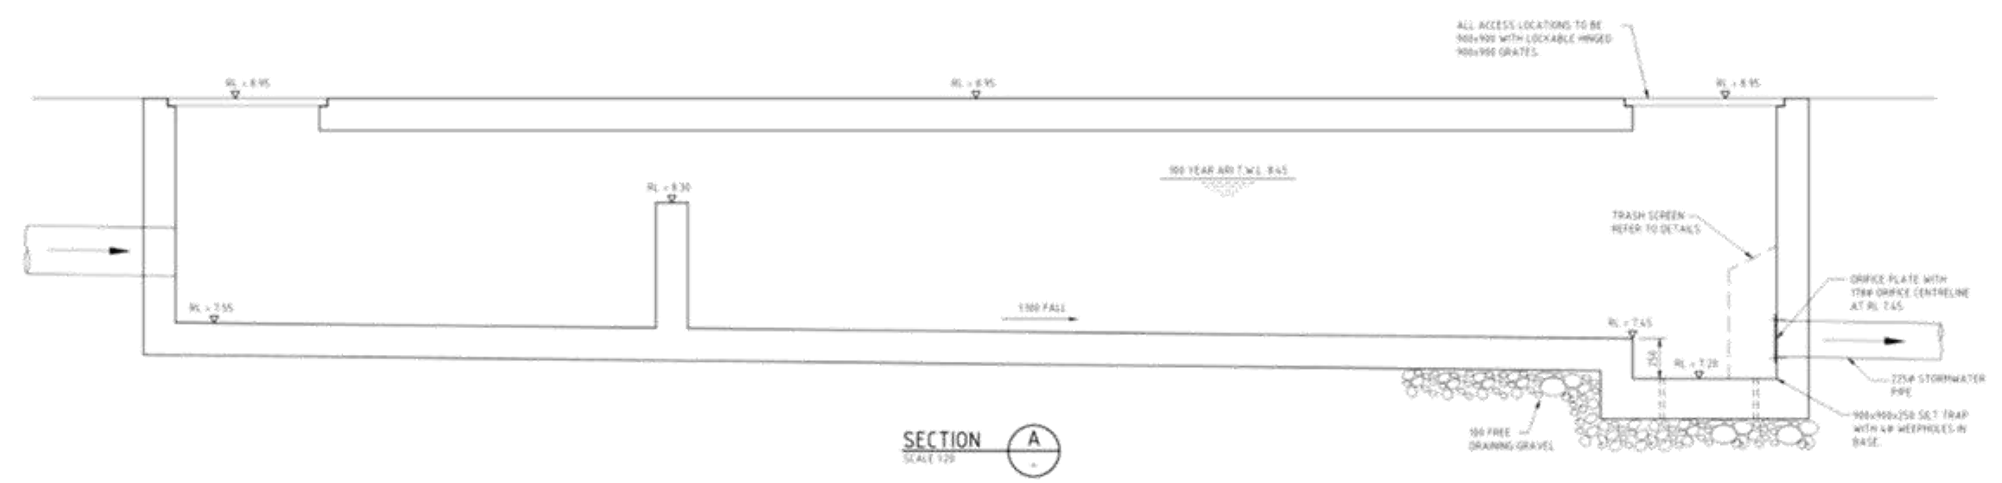 ALL ACCESS LOCATIONS TO BE
900x900 WITH LOCKABLE HINGED
900x900 GRATES.
RL = 8.95
RL = 8.95
RL = 8.95
100 YEAR ARI T.W.L. 8.45
RL = 8.30
TRASH SCREEN
REFER TO DETAILS
ORIFICE PLATE WITH
ORIFICE CENTRELINE
AT RL 7.45.
RL = 7.55
1:100 FALL
RL = 7.45
250
RL = 7.20
225Ø STORMWATER
PIPE
900x900x250 SILT TRAP
WITH WEEPHOLES IN
BASE.
100 FREE
DRAINING GRAVEL
SECTION
SCALE 1:20
A
-